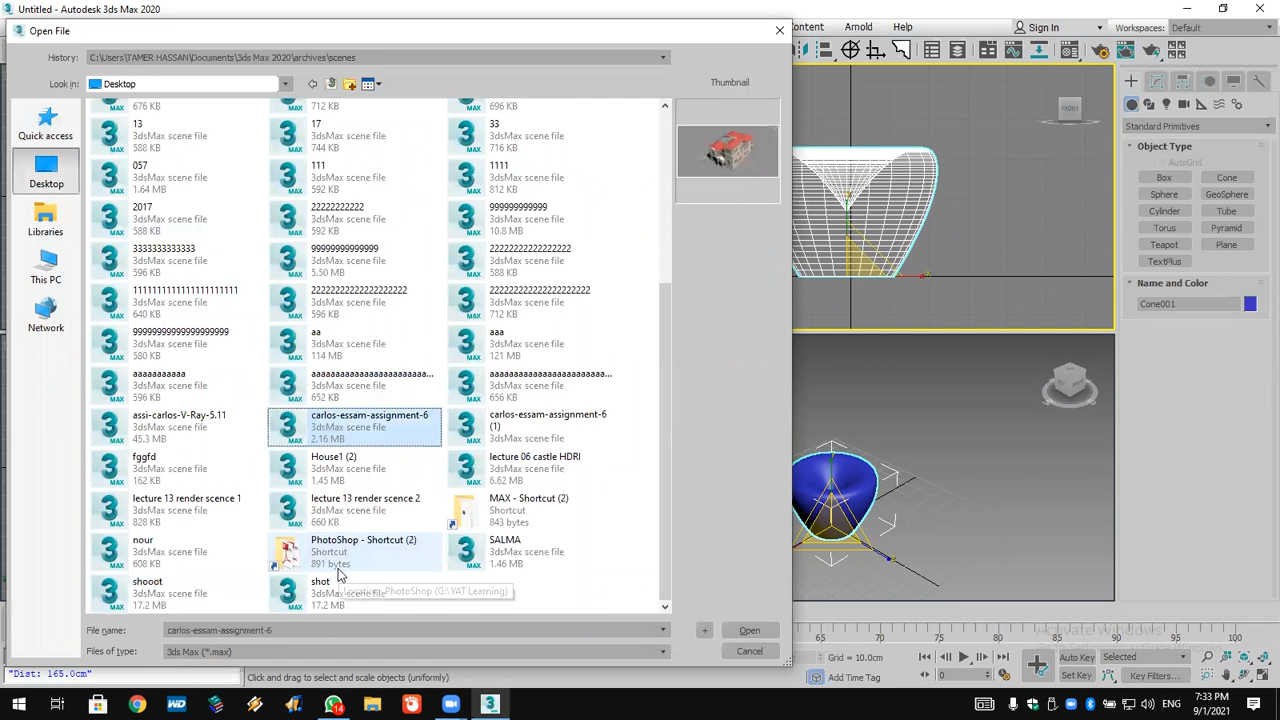 Untitled - Autodesk 3ds Max 2020
Open File
Content
Arnold
Help
Sign In
Workspaces:
Default
History:
C:\Users\TAMER HASSAN\Documents\3ds Max 2020\archives\scenes
Look in:
Desktop
Thumbnail
Quick access
Desktop
Libraries
This PC
Network
676 KB
712 KB
696 KB
13
3dsMax scene file
588 KB
17
3dsMax scene file
744 KB
33
3dsMax scene file
600 KB
057
3dsMax scene file
1.64 MB
111
3dsMax scene file
592 KB
1111
3dsMax scene file
812 KB
2017
3dsMax scene file
588 KB
22222222222
3dsMax scene file
592 KB
999999999999
3dsMax scene file
10.8 MB
3333333333333
3dsMax scene file
596 KB
99999999999999
3dsMax scene file
5.50 MB
3dsMax scene file
588 KB
3dsMax scene file
640 KB
3dsMax scene file
596 KB
3dsMax scene file
712 KB
3dsMax scene file
580 KB
aa
3dsMax scene file
114 MB
aaa
3dsMax scene file
121 MB
aaaaaaaaaaa
3dsMax scene file
596 KB
3dsMax scene file
652 KB
3dsMax scene file
656 KB
assi-carlos-V-Ray-5.11
3dsMax scene file
45.3 MB
carlos-essam-assignment-6
3dsMax scene file
2.16 MB
carlos-essam-assignment-6
(1)
3dsMax scene file
fggfd
3dsMax scene file
162 KB
House1 (2)
3dsMax scene file
1.45 MB
lecture 06 castle HDRI
3dsMax scene file
6.62 MB
lecture 13 render scence 1
3dsMax scene file
828 KB
lecture 13 render scence 2
3dsMax scene file
660 KB
MAX - Shortcut (2)
Shortcut
843 bytes
nour
3dsMax scene file
608 KB
PhotoShop - Shortcut (2)
Shortcut
891 bytes
SALMA
3dsMax scene file
1.46 MB
shooot
3dsMax scene file
17.2 MB
shot
3dsMax scene file
17.2 MB
PhotoShop (G:\YAT Learning)
File name:
carlos-essam-assignment-6
Open
Files of type:
3ds Max (*.max)
Cancel
FRONT
Standard Primitives
Object Type
AutoGrid
Box
Cone
Sphere
GeoSphere
Cylinder
Tube
Torus
Pyramid
Teapot
Plane
TextPlus
Name and Color
Cone001
65 70 75 80 85 90 95 100
Activate Windows
Grid = 10.0cm
Add Time Tag
0
Auto Key
Selected
Set Key
Key Filters...
"Dist: 165.0cm"
Click and drag to select and scale objects (uniformly)
14
ENG
7:33 PM
9/1/2021